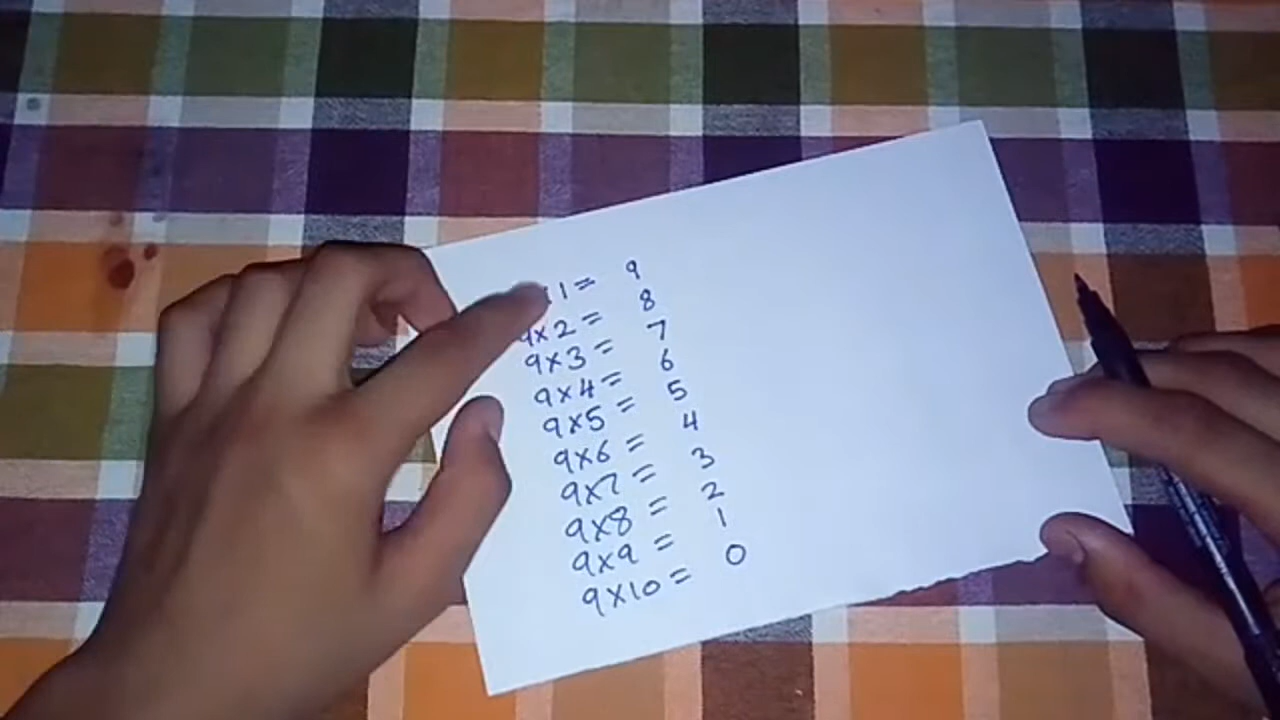 x1= 9
9x2= 8
9x3= 7
9x4= 6
9x5= 5
9x6= 4
9x7= 3
9x8= 2
9x9= 1
9x10= 0